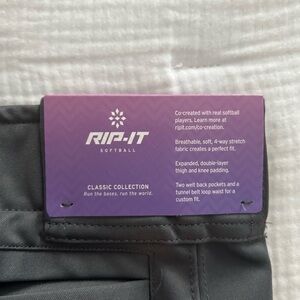 RIP-IT
SOFTBALL
CLASSIC COLLECTION
Run the bases, run the world.
Co-created with real softball
players. Learn more at
ripit.com/co-creation.
Breathable, soft, 4-way stretch
fabric creates a perfect fit.
Expanded, double-layer
thigh and knee padding.
Two welt back pockets and a
tunnel belt loop waist for a
custom fit.